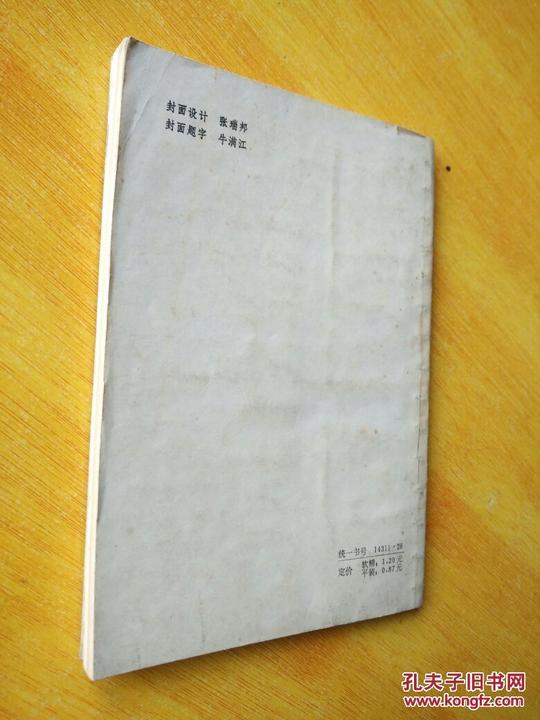 封面设计 张瑞邦
封面题字 牛满江
统一书号 14311·28
定价 软精：1.20元
平装：0.87元
孔夫子旧书网
www.kongfz.com